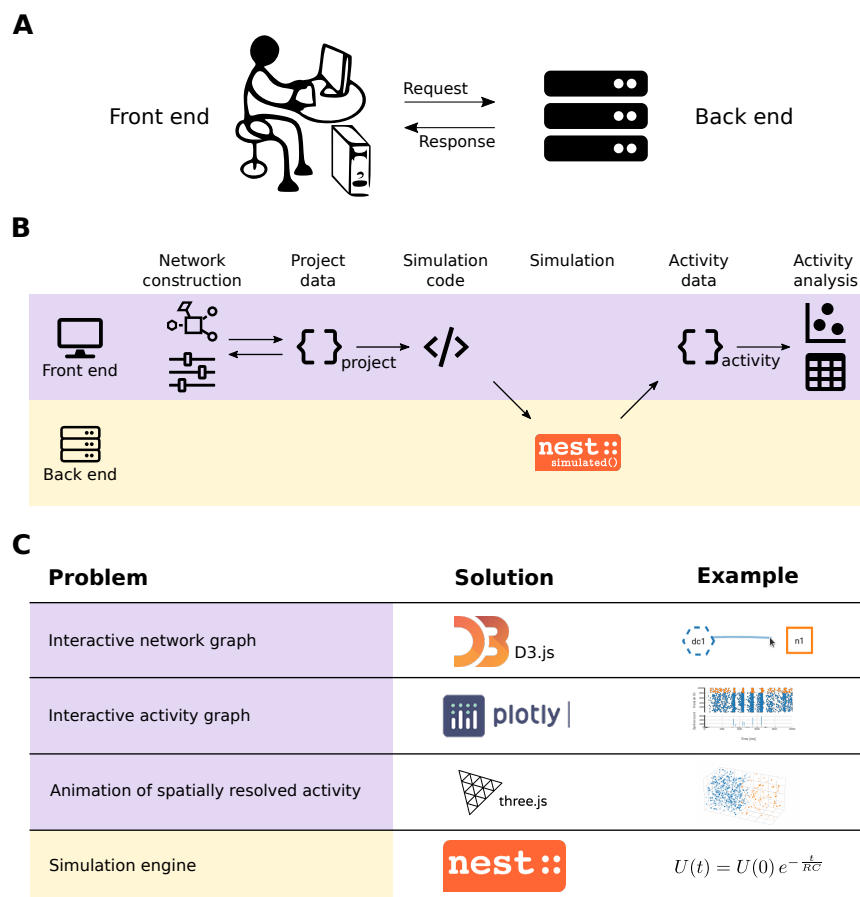 A
Front end
Request
Response
Back end
B
Network construction
Project data
Simulation code
Simulation
Activity data
Activity analysis
Front end
{ }
project
</>
{ }
activity
Back end
nest::
simulated()
C
Problem
Solution
Example
Interactive network graph
D3.js
dc1
n1
Interactive activity graph
plotly
Animation of spatially resolved activity
three.js
Simulation engine
nest::
U(t) = U(0) e^{-\frac{t}{RC}}